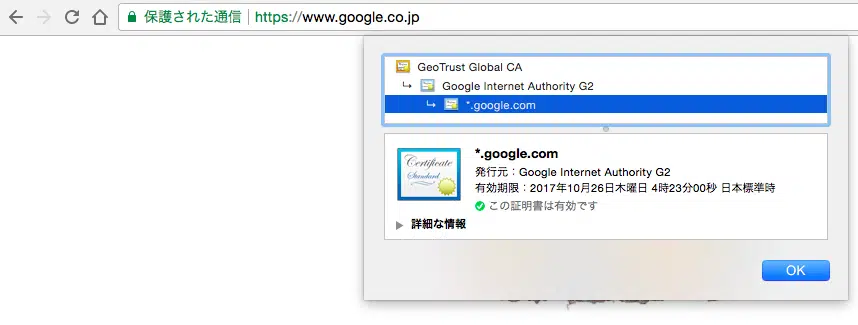 保護された通信 https://www.google.co.jp
GeoTrust Global CA
Google Internet Authority G2
*.google.com
Certificate
Standard
*.google.com
発行元：Google Internet Authority G2
有効期限：2017年10月26日木曜日 4時23分00秒 日本標準時
この証明書は有効です
詳細な情報
OK